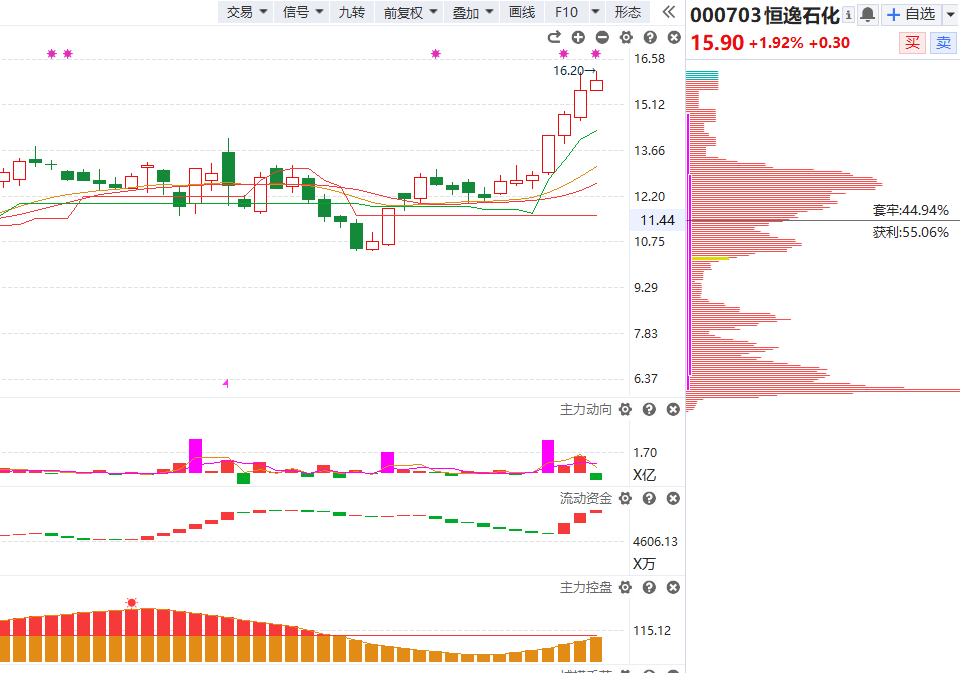 交易 信号 九转 前复权 叠加 画线 F10 形态
000703 恒逸石化 自选
15.90 +1.92% +0.30 买 卖
16.58
16.20
15.12
13.66
12.20
套牢:44.94%
11.44
获利:55.06%
10.75
9.29
7.83
6.37
主力动向
1.70
X亿
流动资金
4606.13
X万
主力控盘
115.12